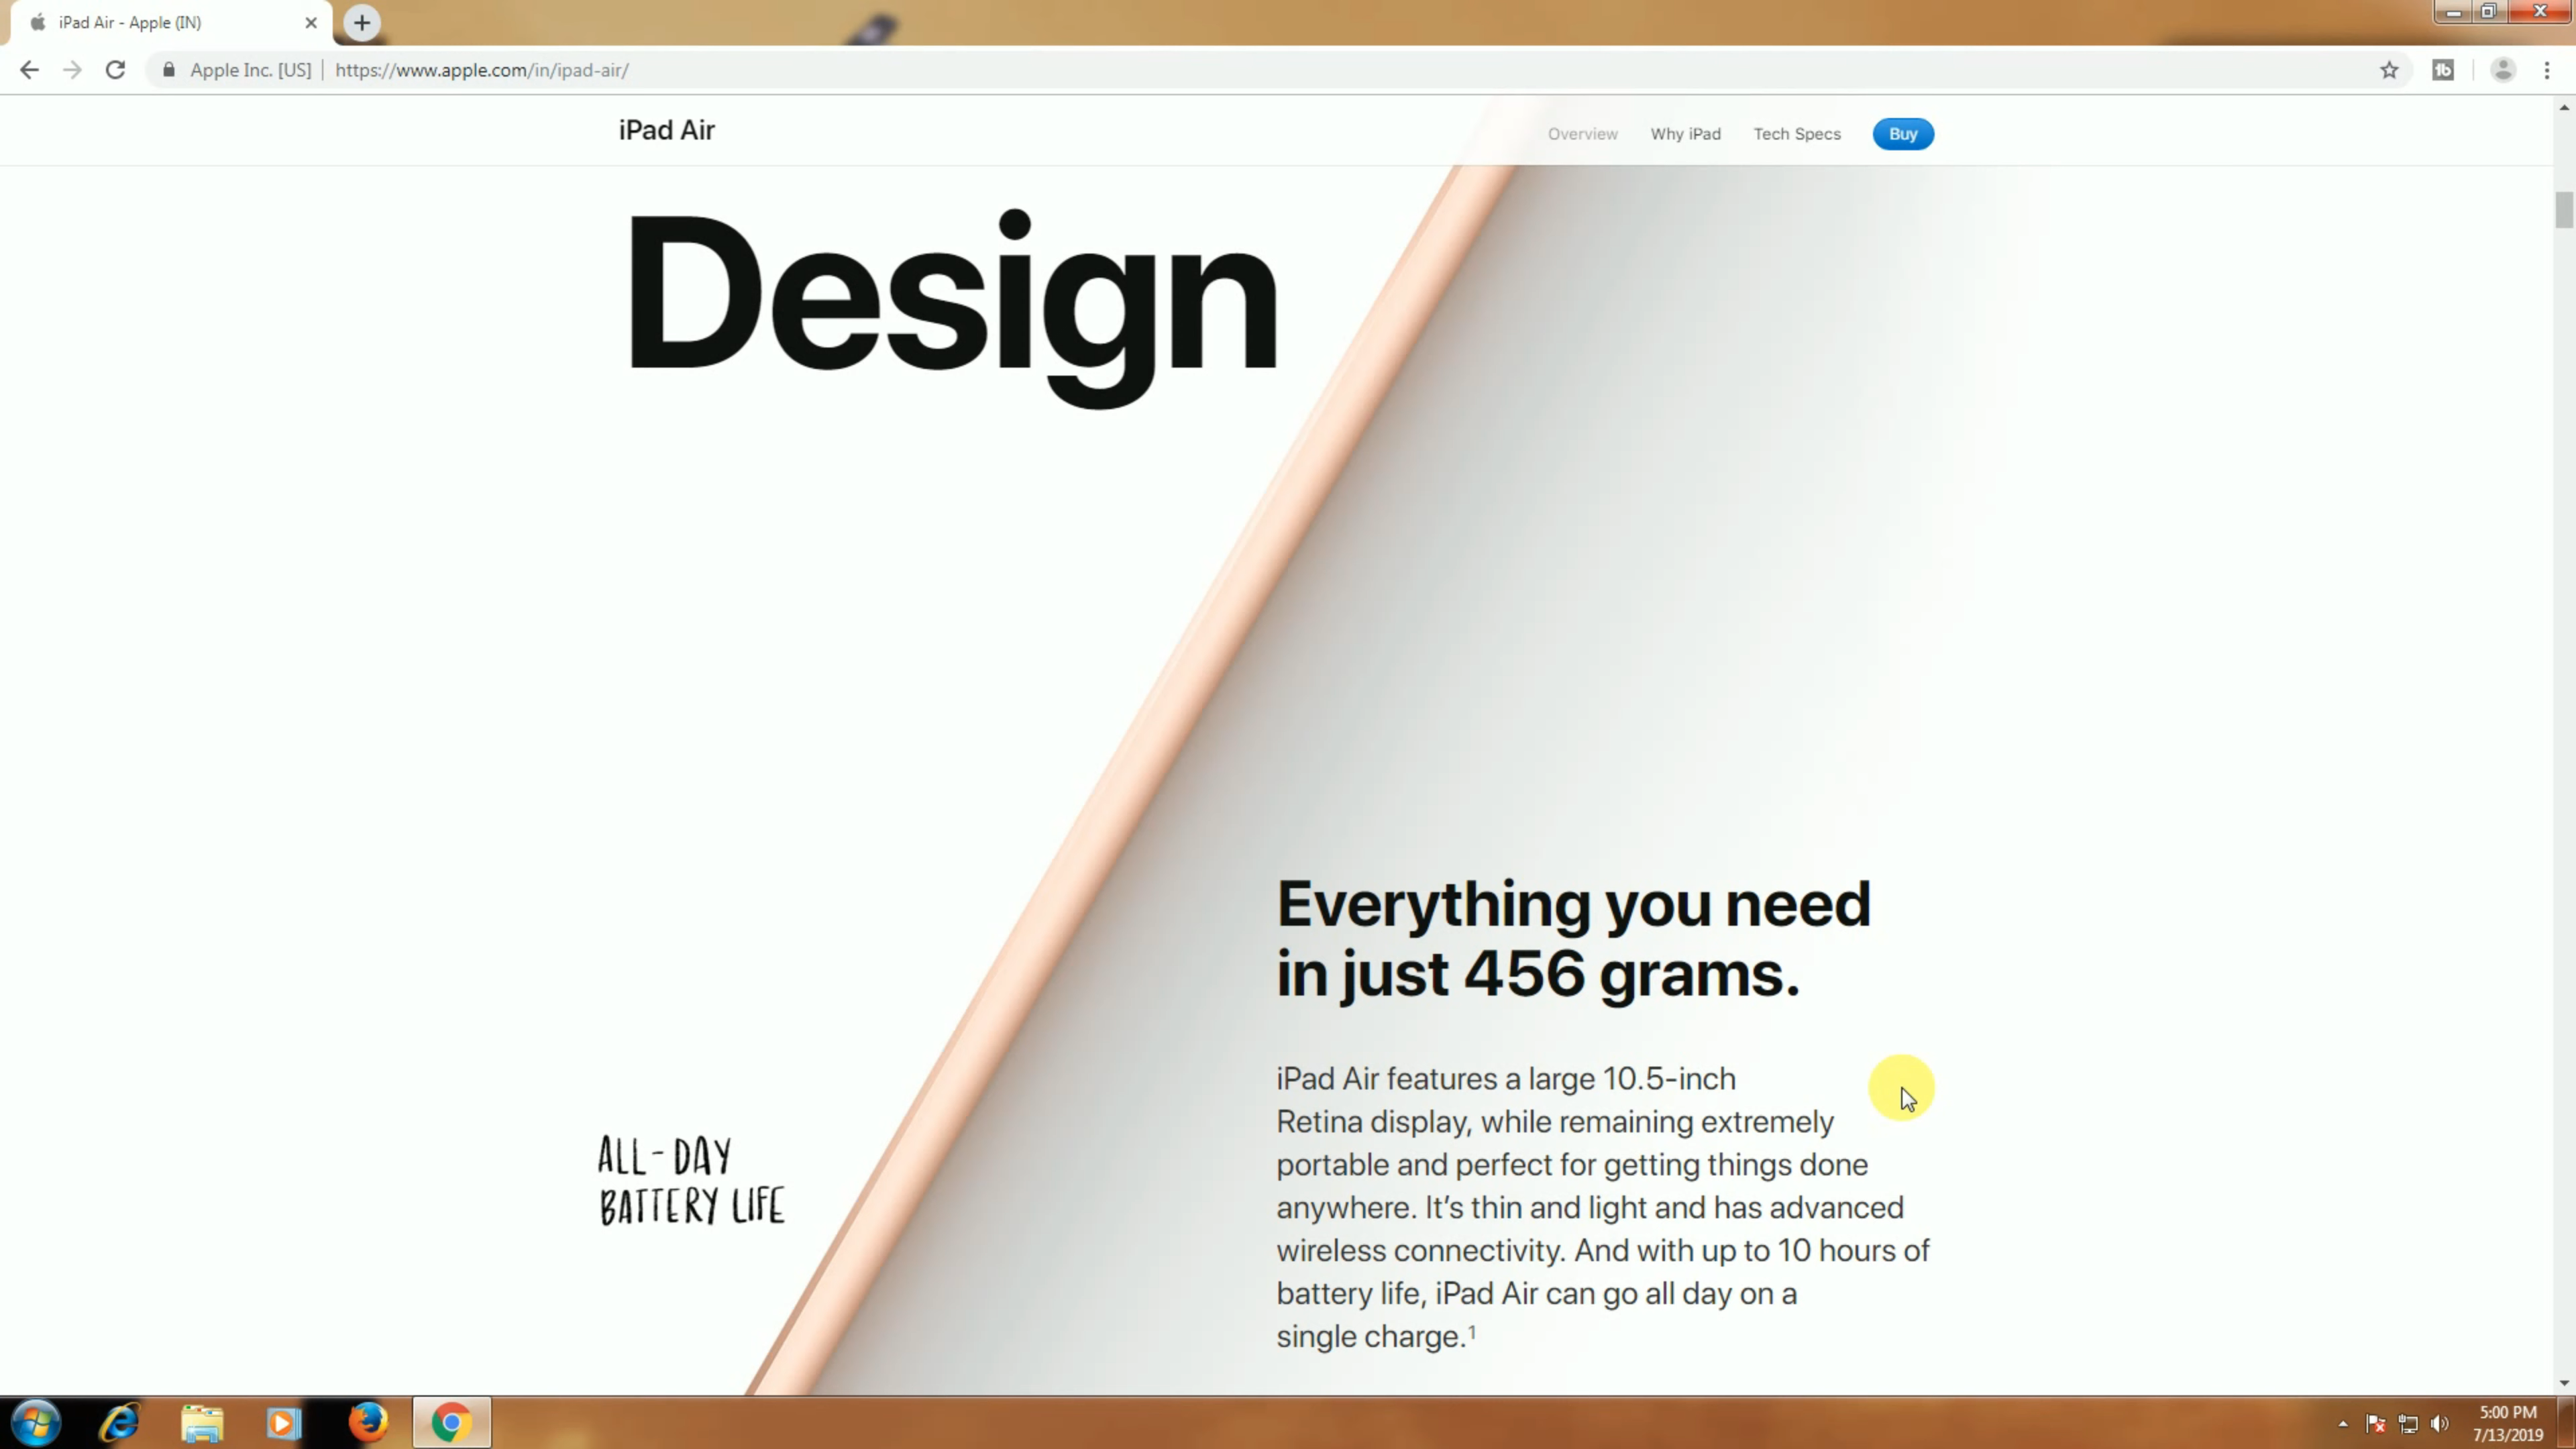 iPad Air - Apple (IN)
Apple Inc. [US] | https://www.apple.com/in/ipad-air/
iPad Air
Overview Why iPad Tech Specs Buy
Design
Everything you need
in just 456 grams.
iPad Air features a large 10.5-inch
Retina display, while remaining extremely
portable and perfect for getting things done
anywhere. It’s thin and light and has advanced
wireless connectivity. And with up to 10 hours of
battery life, iPad Air can go all day on a
single charge.¹
ALL-DAY
BATTERY LIFE
5:00 PM
7/13/2019